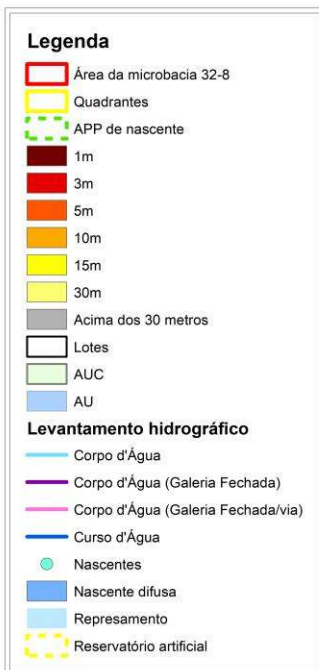 Legenda
Área da microbacia 32-8
Quadrantes
APP de nascente
1m
3m
5m
10m
15m
30m
Acima dos 30 metros
Lotes
AUC
AU
Levantamento hidrográfico
Corpo d'Água
Corpo d'Água (Galeria Fechada)
Corpo d'Água (Galeria Fechada/via)
Curso d'Água
Nascentes
Nascente difusa
Represamento
Reservatório artificial